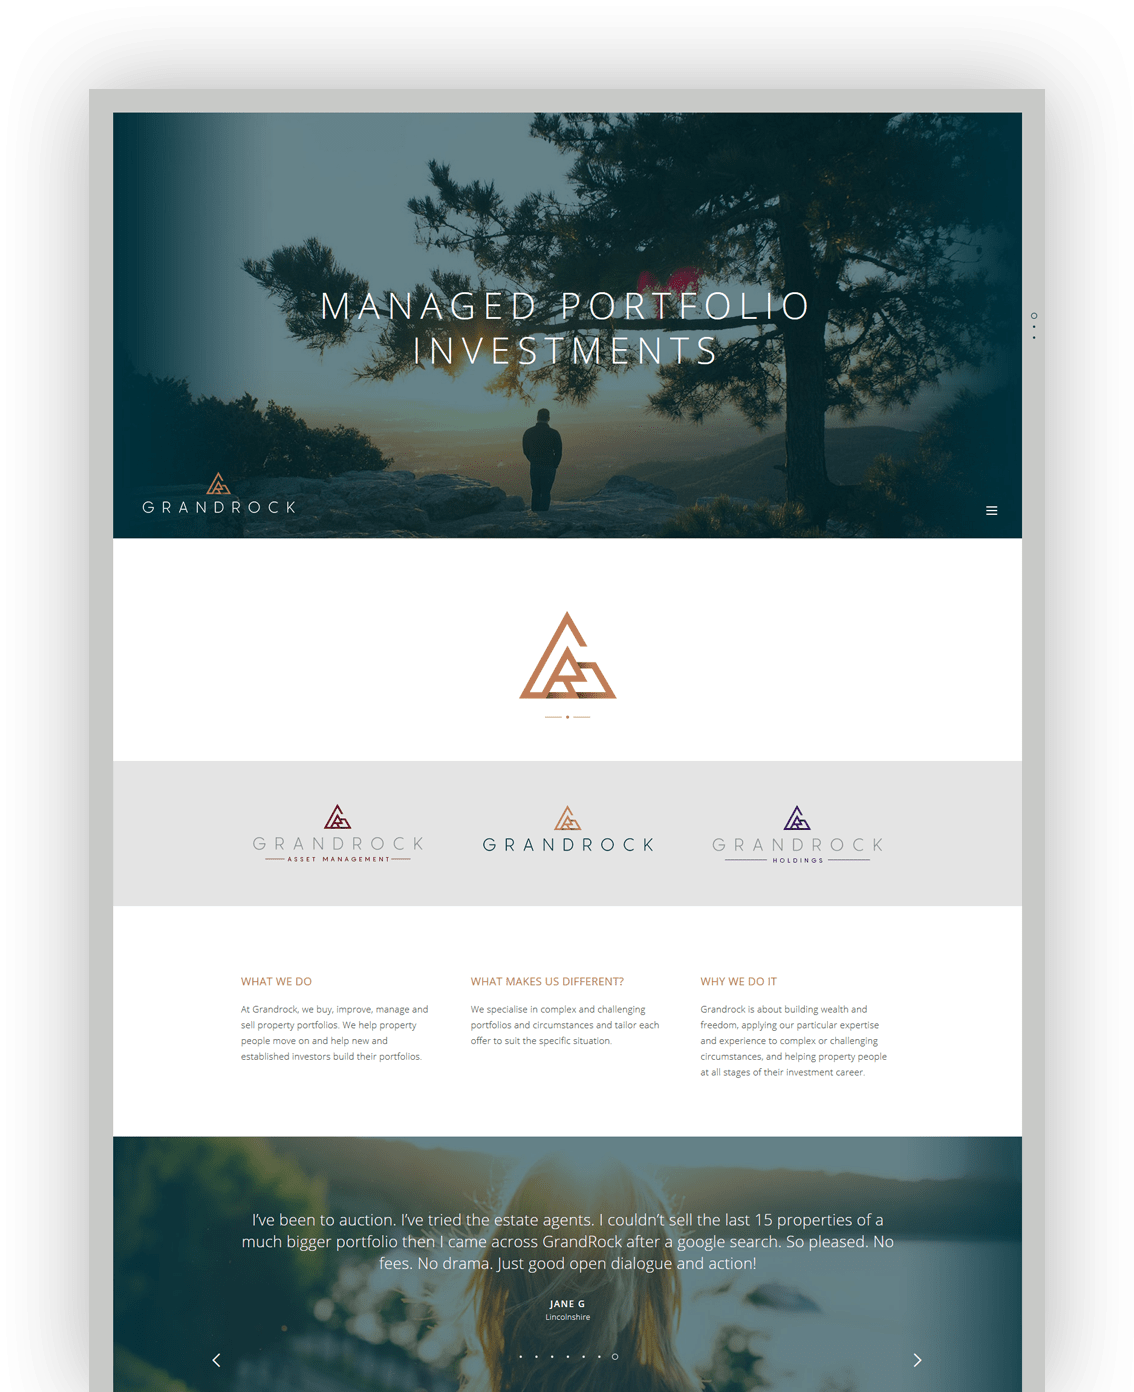 MANAGED PORTFOLIO
INVESTMENTS
GRANDROCK
GRANDROCK
ASSET MANAGEMENT
GRANDROCK
GRANDROCK
HOLDINGS
WHAT WE DO
At Grandrock, we buy, improve, manage and
sell property portfolios. We help property
people move on and help new and
established investors build their portfolios.
WHAT MAKES US DIFFERENT?
We specialise in complex and challenging
portfolios and circumstances and tailor each
offer to suit the specific situation.
WHY WE DO IT
Grandrock is about building wealth and
freedom, applying our particular expertise
and experience to complex or challenging
circumstances, and helping property people
at all stages of their investment career.
I've been to auction. I've tried the estate agents. I couldn't sell the last 15 properties of a
much bigger portfolio then I came across GrandRock after a google search. So pleased. No
fees. No drama. Just good open dialogue and action!
JANE G
Lincolnshire